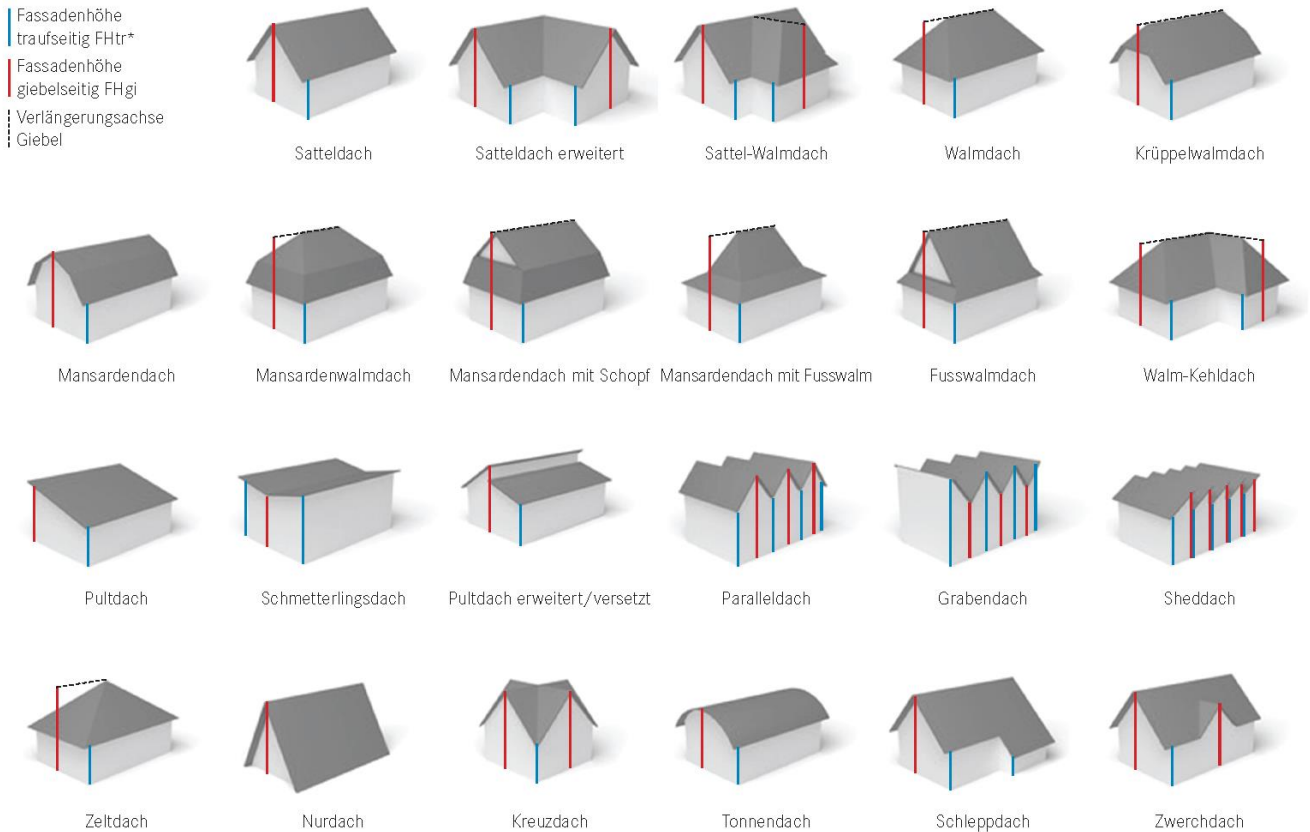 Fassadenhöhe
traufseitig FHtr*
Fassadenhöhe
giebelseitig FHgi
Verlängerungsachse
Giebel
Satteldach
Satteldach erweitert
Sattel-Walmdach
Walmdach
Krüppelwalmdach
Mansardendach
Mansardenwalmdach
Mansardendach mit Schopf
Mansardendach mit Fusswalm
Fusswalmdach
Walm-Kehldach
Pultdach
Schmetterlingsdach
Pultdach erweitert/versetzt
Paralleldach
Grabendach
Sheddach
Zeltdach
Nurdach
Kreuzdach
Tonnendach
Schleppdach
Zwerchdach